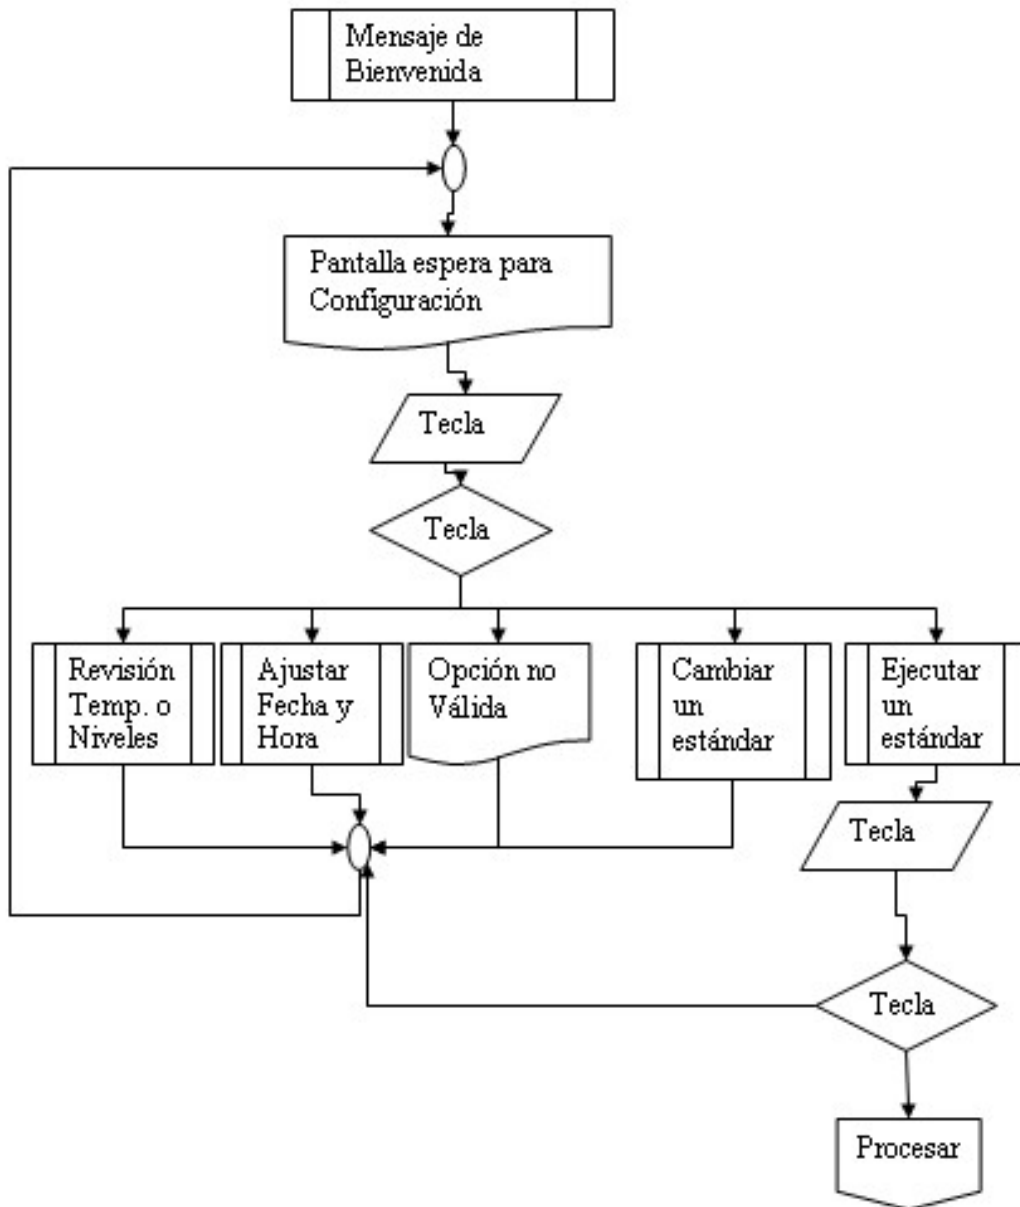 Mensaje de
Bienvenida
Pantalla espera para
Configuración
Tecla
Tecla
Revisión
Temp. o
Niveles
Ajustar
Fecha y
Hora
Opción no
Válida
Cambiar
un
estándar
Ejecutar
un
estándar
Tecla
Tecla
Procesar